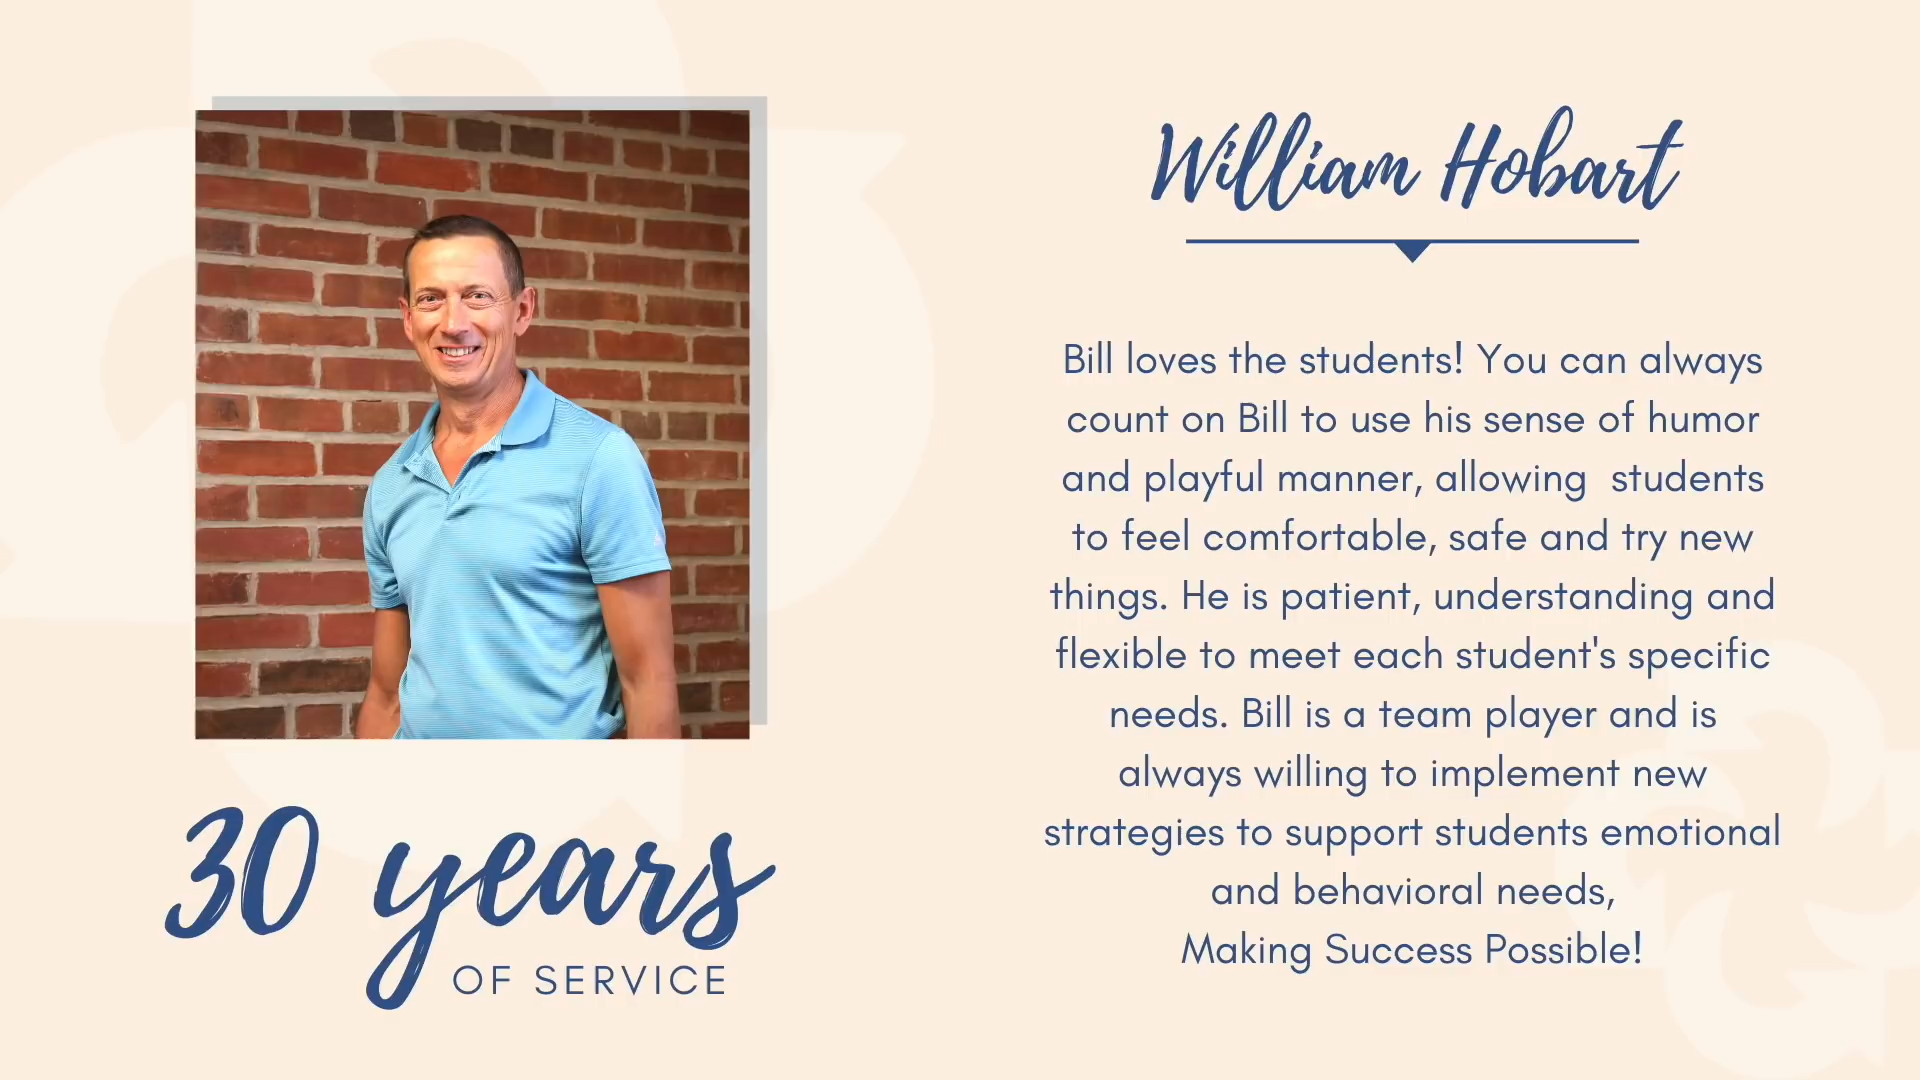 William Hobart
Bill loves the students! You can always
count on Bill to use his sense of humor
and playful manner, allowing  students
to feel comfortable, safe and try new
things. He is patient, understanding and
flexible to meet each student's specific
needs. Bill is a team player and is
always willing to implement new
strategies to support students emotional
and behavioral needs,
Making Success Possible!
30 years
OF SERVICE